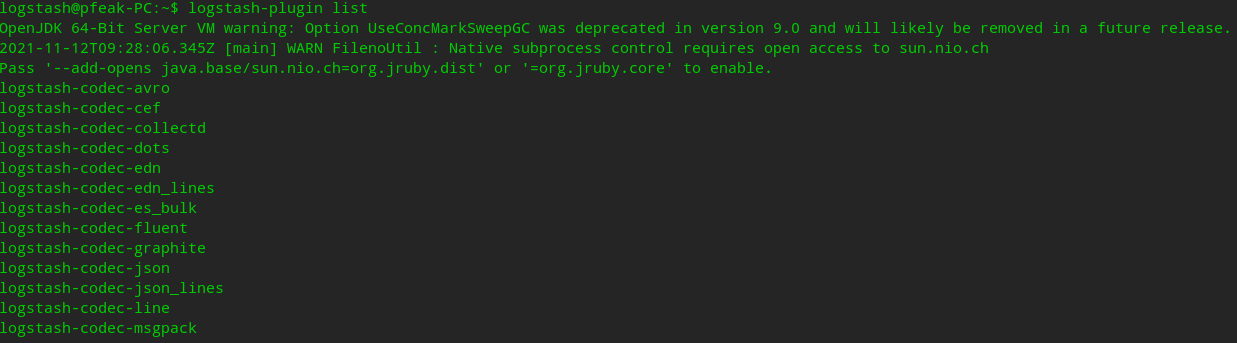 logstash@pfeak-PC:~$ logstash-plugin list
OpenJDK 64-Bit Server VM warning: Option UseConcMarkSweepGC was deprecated in version 9.0 and will likely be removed in a future release.
2021-11-12T09:28:06.345Z [main] WARN FilenoUtil : Native subprocess control requires open access to sun.nio.ch
Pass '--add-opens java.base/sun.nio.ch=org.jruby.dist' or '=org.jruby.core' to enable.
logstash-codec-avro
logstash-codec-cef
logstash-codec-collectd
logstash-codec-dots
logstash-codec-edn
logstash-codec-edn_lines
logstash-codec-es_bulk
logstash-codec-fluent
logstash-codec-graphite
logstash-codec-json
logstash-codec-json_lines
logstash-codec-line
logstash-codec-msgpack